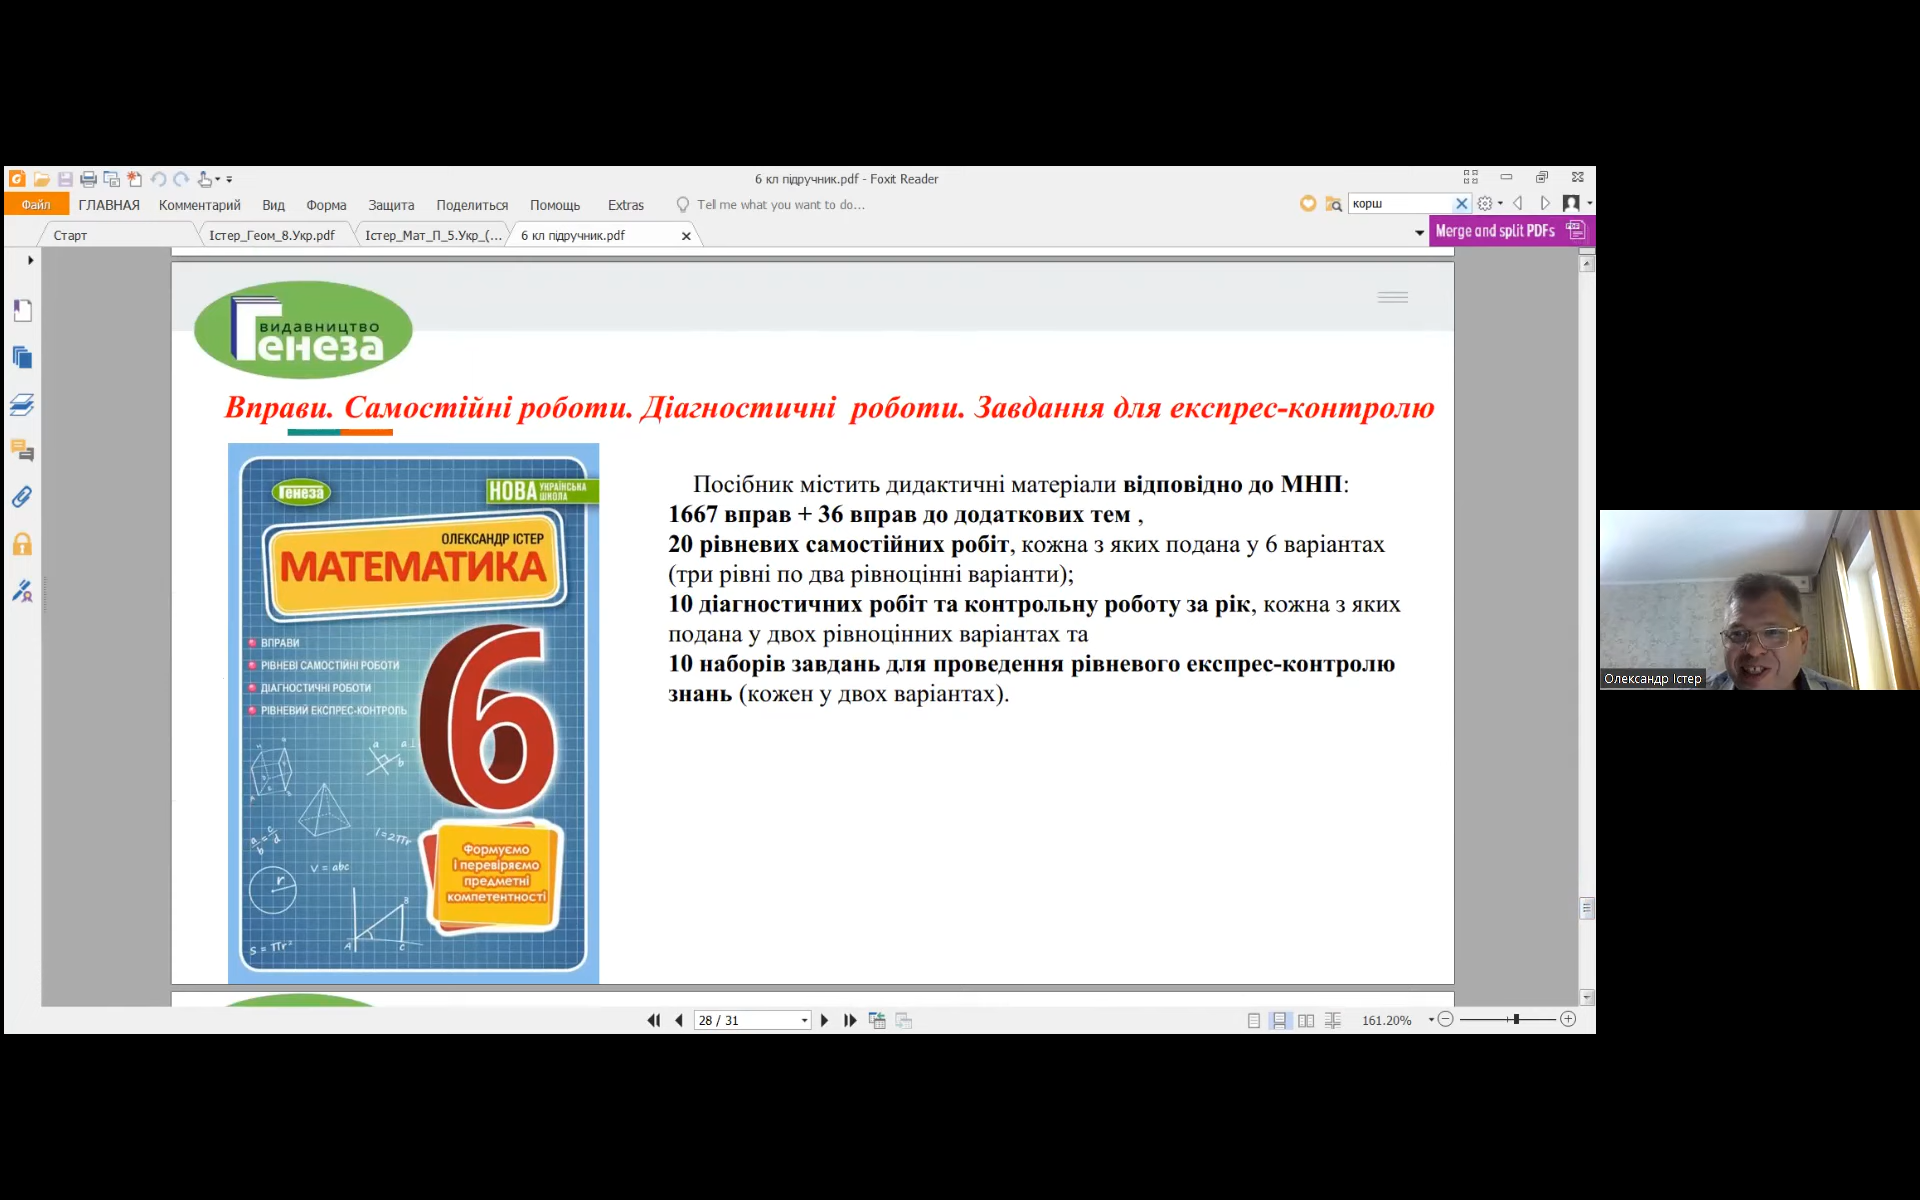 6 кл підручник.pdf - Foxit Reader
Файл
ГЛАВНАЯ
Комментарий
Вид
Форма
Защита
Поделиться
Помощь
Extras
Tell me what you want to do...
корш
Старт
Істер_Геом_8.Укр.pdf
Істер_Мат_П_5.Укр_(...
6 кл підручник.pdf
Merge and split PDFs
видавництво
Генеза
Вправи. Самостійні роботи. Діагностичні роботи. Завдання для експрес-контролю
Генеза
НОВА УКРАЇНСЬКА ШКОЛА
ОЛЕКСАНДР ІСТЕР
МАТЕМАТИКА
ВПРАВИ
РІВНЕВІ САМОСТІЙНІ РОБОТИ
ДІАГНОСТИЧНІ РОБОТИ
РІВНЕВИЙ ЕКСПРЕС-КОНТРОЛЬ
6
a/b = c/d
l=2πr
V = abc
r
S = πr²
A
B
C
Формуємо
і перевіряємо
предметні
компетентності
Посібник містить дидактичні матеріали відповідно до МНП:
1667 вправ + 36 вправ до додаткових тем ,
20 рівневих самостійних робіт, кожна з яких подана у 6 варіантах
(три рівні по два рівноцінні варіанти);
10 діагностичних робіт та контрольну роботу за рік, кожна з яких
подана у двох рівноцінних варіантах та
10 наборів завдань для проведення рівневого експрес-контролю
знань (кожен у двох варіантах).
Олександр Істер
28 / 31
161.20%